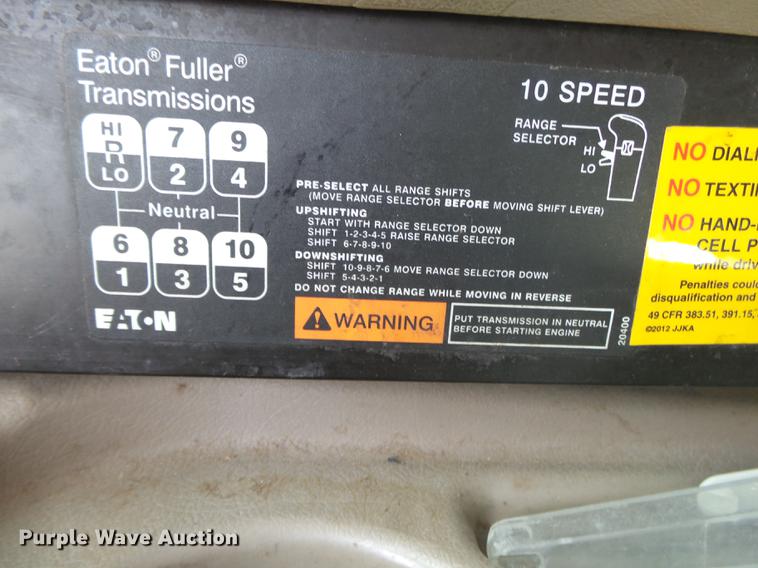 Eaton® Fuller®
Transmissions
HI
R
LO
7
2
9
4
Neutral
6
1
8
3
10
5
EATON
10 SPEED
RANGE
SELECTOR
HI
LO
PRE-SELECT ALL RANGE SHIFTS
(MOVE RANGE SELECTOR BEFORE MOVING SHIFT LEVER)
UPSHIFTING
START WITH RANGE SELECTOR DOWN
SHIFT 1-2-3-4-5 RAISE RANGE SELECTOR
SHIFT 6-7-8-9-10
DOWNSHIFTING
SHIFT 10-9-8-7-6 MOVE RANGE SELECTOR DOWN
SHIFT 5-4-3-2-1
DO NOT CHANGE RANGE WHILE MOVING IN REVERSE
WARNING
PUT TRANSMISSION IN NEUTRAL
BEFORE STARTING ENGINE
20400
NO DIALI
NO TEXTIN
NO HAND-
CELL P
while driv
Penalties could
disqualification and
49 CFR 383.51, 391.15,
©2012 JJKA
Purple Wave Auction